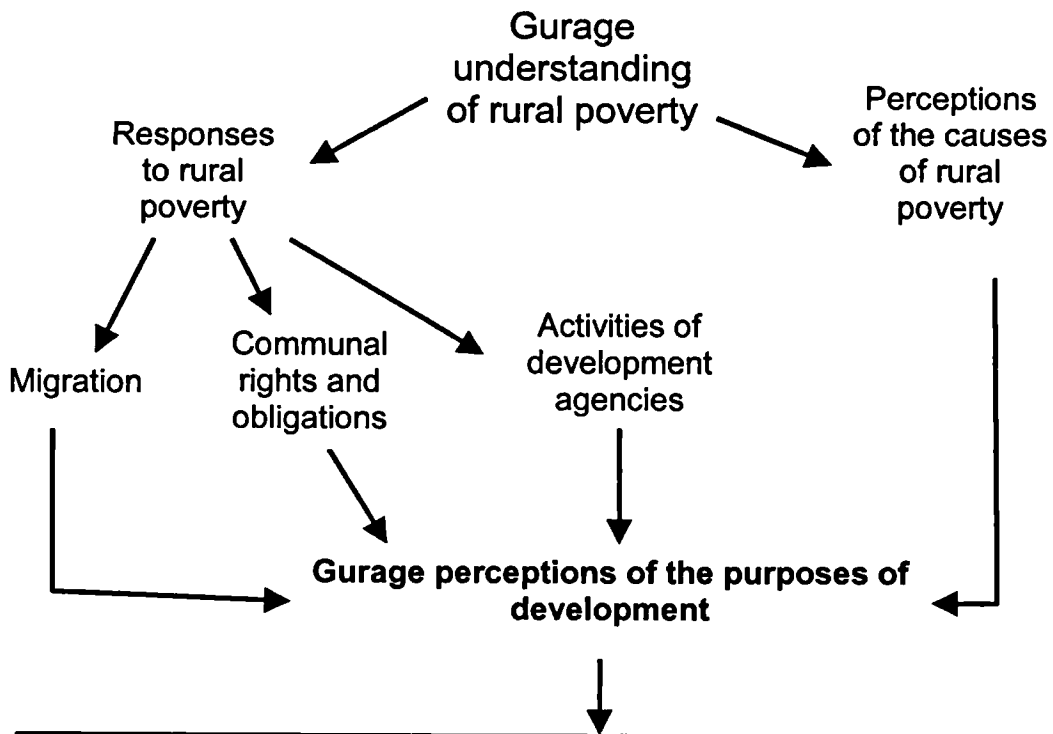 Gurage
understanding
of rural poverty
Perceptions
of the causes
of rural
poverty
Responses
to rural
poverty
Migration
Communal
rights and
obligations
Activities of
development
agencies
Gurage perceptions of the purposes of
development